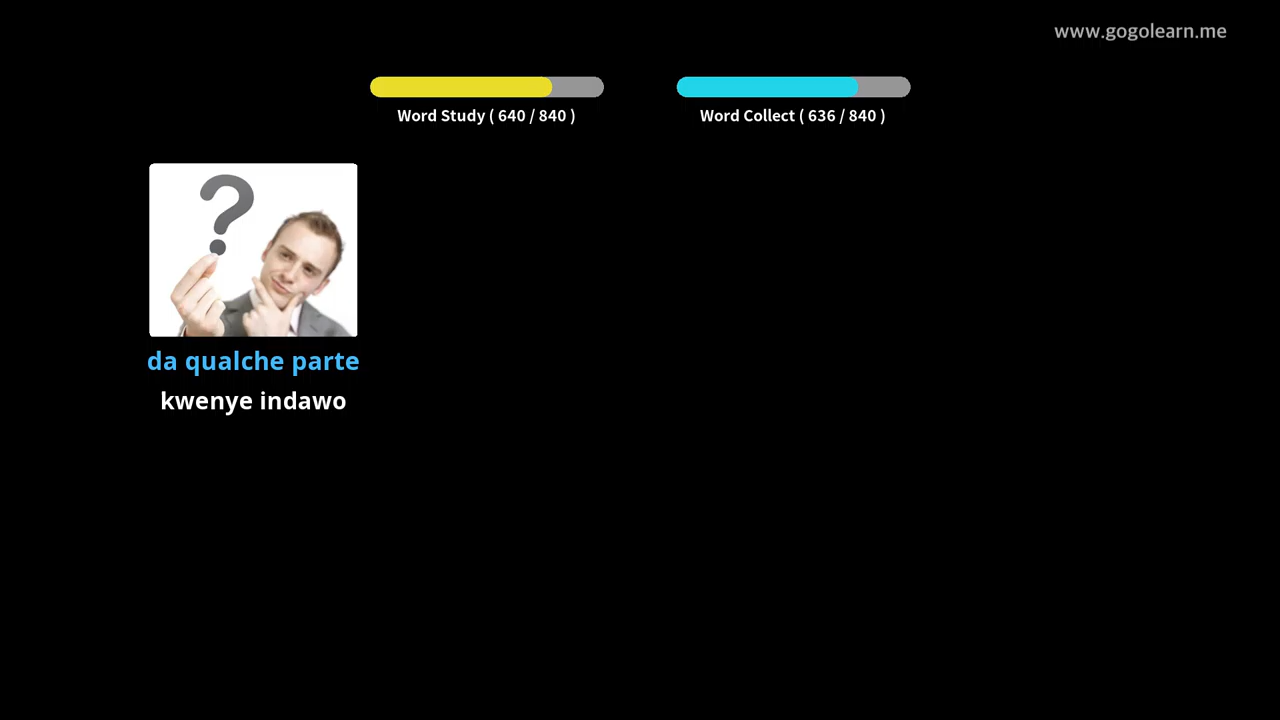 www.gogolearn.me
Word Study ( 640 / 840 )
Word Collect ( 636 / 840 )
?
da qualche parte
kwenye indawo